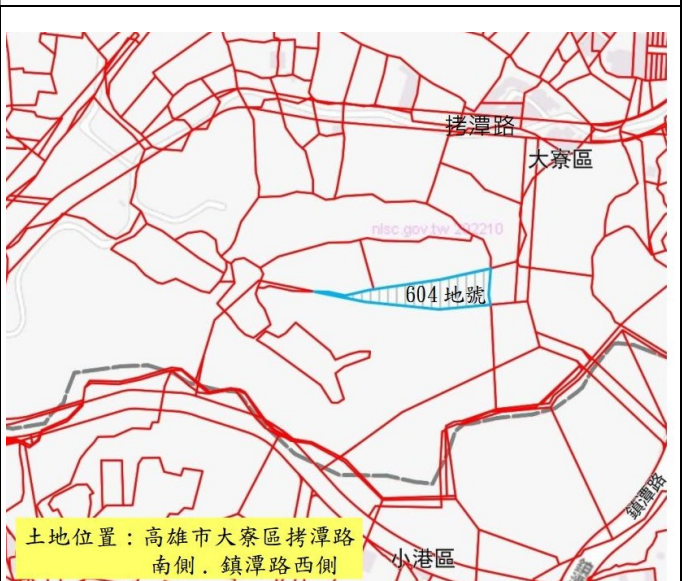 拷潭路
大寮區
nlsc.gov.tw 202210
604 地號
鎮潭路
土地位置：高雄市大寮區拷潭路
南側．鎮潭路西側
小港區